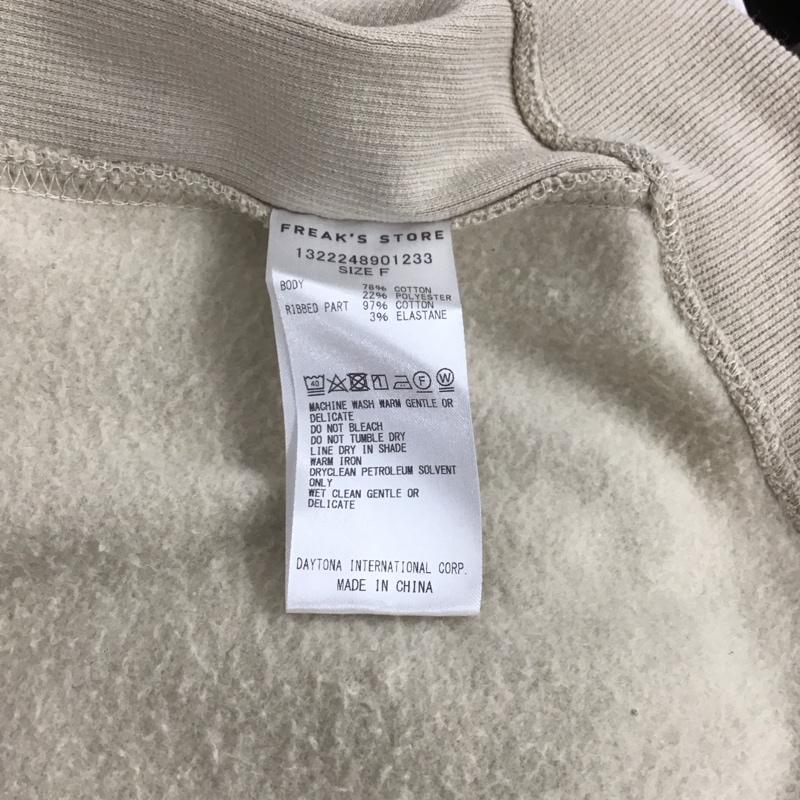 FREAK'S STORE
1322248901233
SIZE F
BODY 78% COTTON
22% POLYESTER
RIBBED PART 97% COTTON
3% ELASTANE
40 F W
MACHINE WASH WARM GENTLE OR
DELICATE
DO NOT BLEACH
DO NOT TUMBLE DRY
LINE DRY IN SHADE
WARM IRON
DRYCLEAN PETROLEUM SOLVENT
ONLY
WET CLEAN GENTLE OR
DELICATE
DAYTONA INTERNATIONAL CORP.
MADE IN CHINA